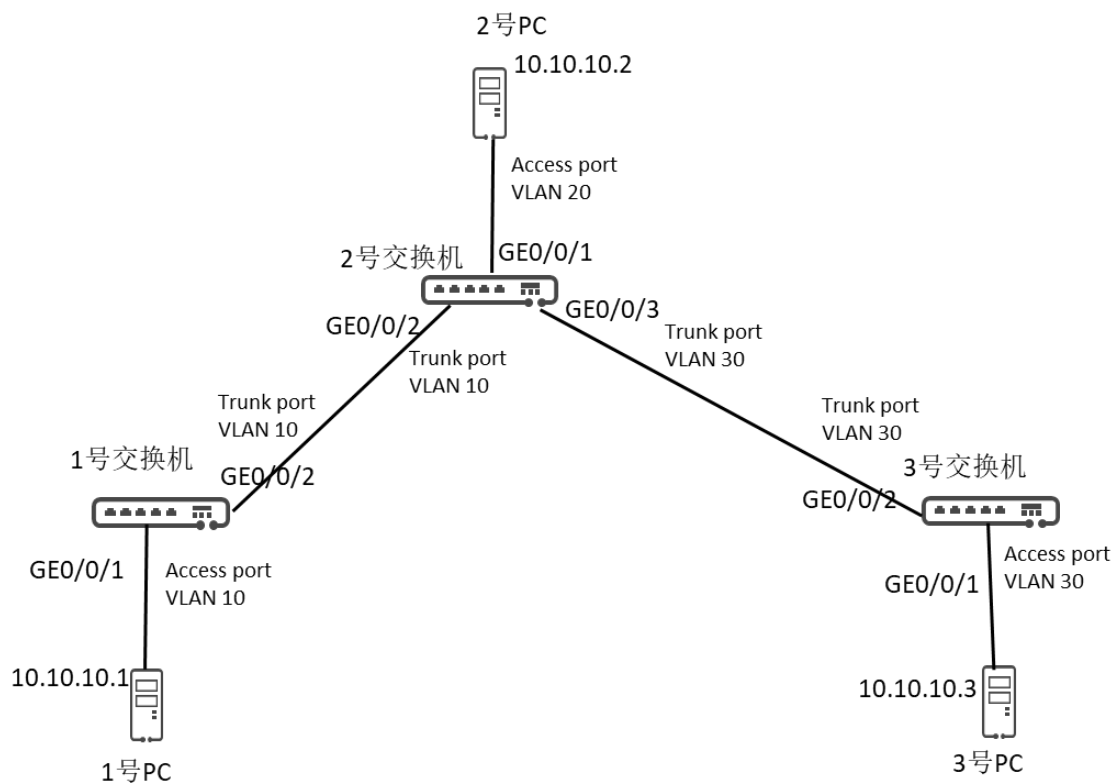 2号PC
10.10.10.2
Access port
VLAN 20
2号交换机
GE0/0/1
GE0/0/2
GE0/0/3
Trunk port
VLAN 10
Trunk port
VLAN 30
Trunk port
VLAN 10
Trunk port
VLAN 30
1号交换机
GE0/0/2
3号交换机
GE0/0/2
GE0/0/1
Access port
VLAN 10
GE0/0/1
Access port
VLAN 30
10.10.10.1
1号PC
10.10.10.3
3号PC